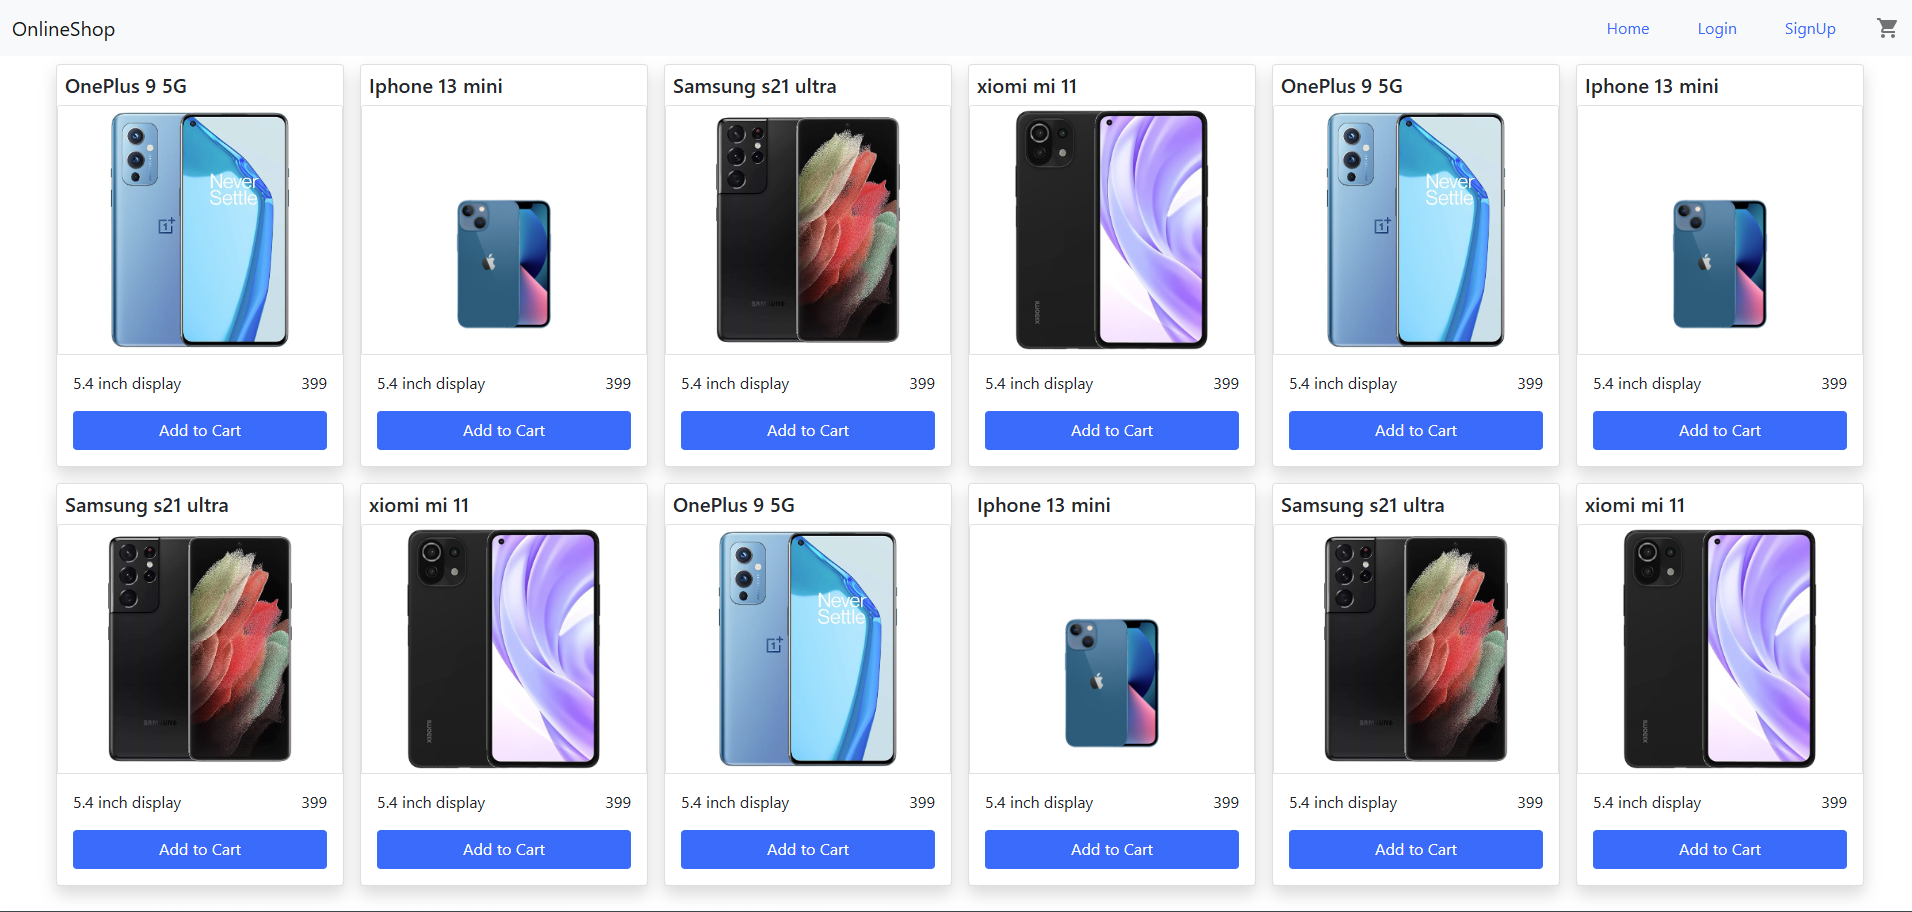 OnlineShop
Home Login SignUp
OnePlus 9 5G
Never
Settle
5.4 inch display 399
Add to Cart
Iphone 13 mini
5.4 inch display 399
Add to Cart
Samsung s21 ultra
SAMSUNG
5.4 inch display 399
Add to Cart
xiomi mi 11
XIAOMI
5.4 inch display 399
Add to Cart
OnePlus 9 5G
Never
Settle
5.4 inch display 399
Add to Cart
Iphone 13 mini
5.4 inch display 399
Add to Cart
Samsung s21 ultra
SAMSUNG
5.4 inch display 399
Add to Cart
xiomi mi 11
XIAOMI
5.4 inch display 399
Add to Cart
OnePlus 9 5G
Never
Settle
5.4 inch display 399
Add to Cart
Iphone 13 mini
5.4 inch display 399
Add to Cart
Samsung s21 ultra
SAMSUNG
5.4 inch display 399
Add to Cart
xiomi mi 11
XIAOMI
5.4 inch display 399
Add to Cart